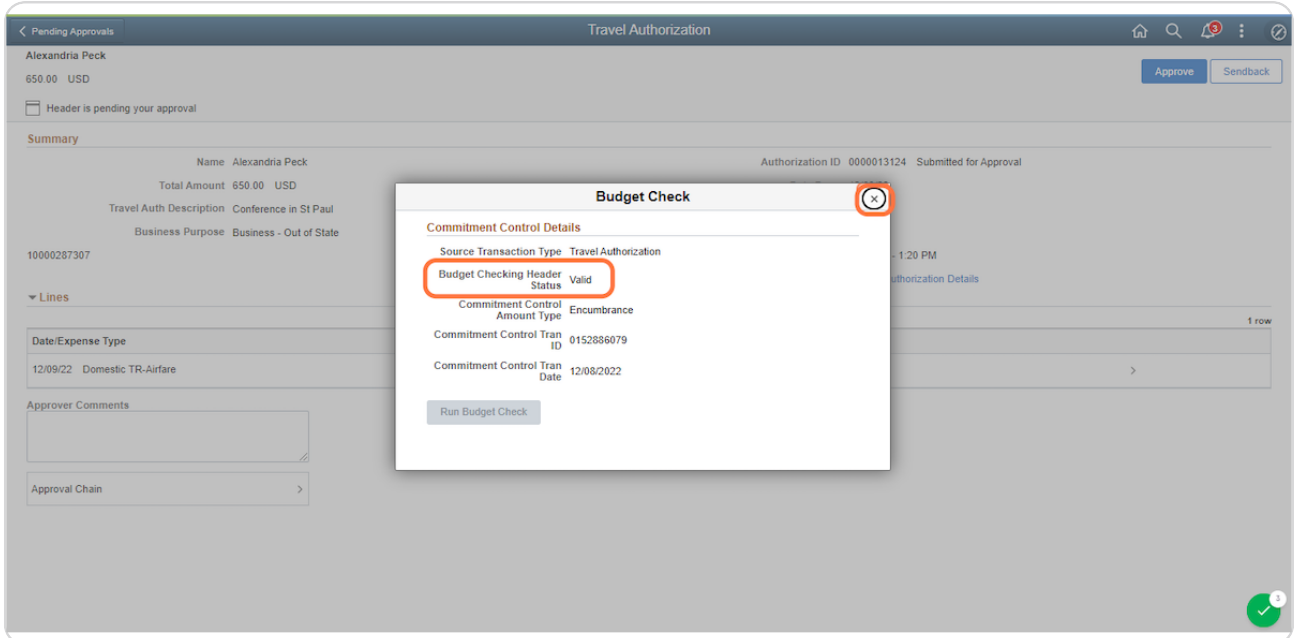 Pending Approvals
Travel Authorization
3
Alexandria Peck
650.00 USD
Approve
Sendback
Header is pending your approval
Summary
Name Alexandria Peck
Authorization ID 0000013124 Submitted for Approval
Total Amount 650.00 USD
Travel Auth Description Conference in St Paul
Business Purpose Business - Out of State
10000287307
- 1:20 PM
uthorization Details
Budget Check
Commitment Control Details
Source Transaction Type Travel Authorization
Budget Checking Header
Status Valid
Commitment Control
Amount Type Encumbrance
Commitment Control Tran
ID 0152886079
Commitment Control Tran
Date 12/08/2022
Run Budget Check
Lines
1 row
Date/Expense Type
12/09/22 Domestic TR-Airfare
Approver Comments
Approval Chain
3